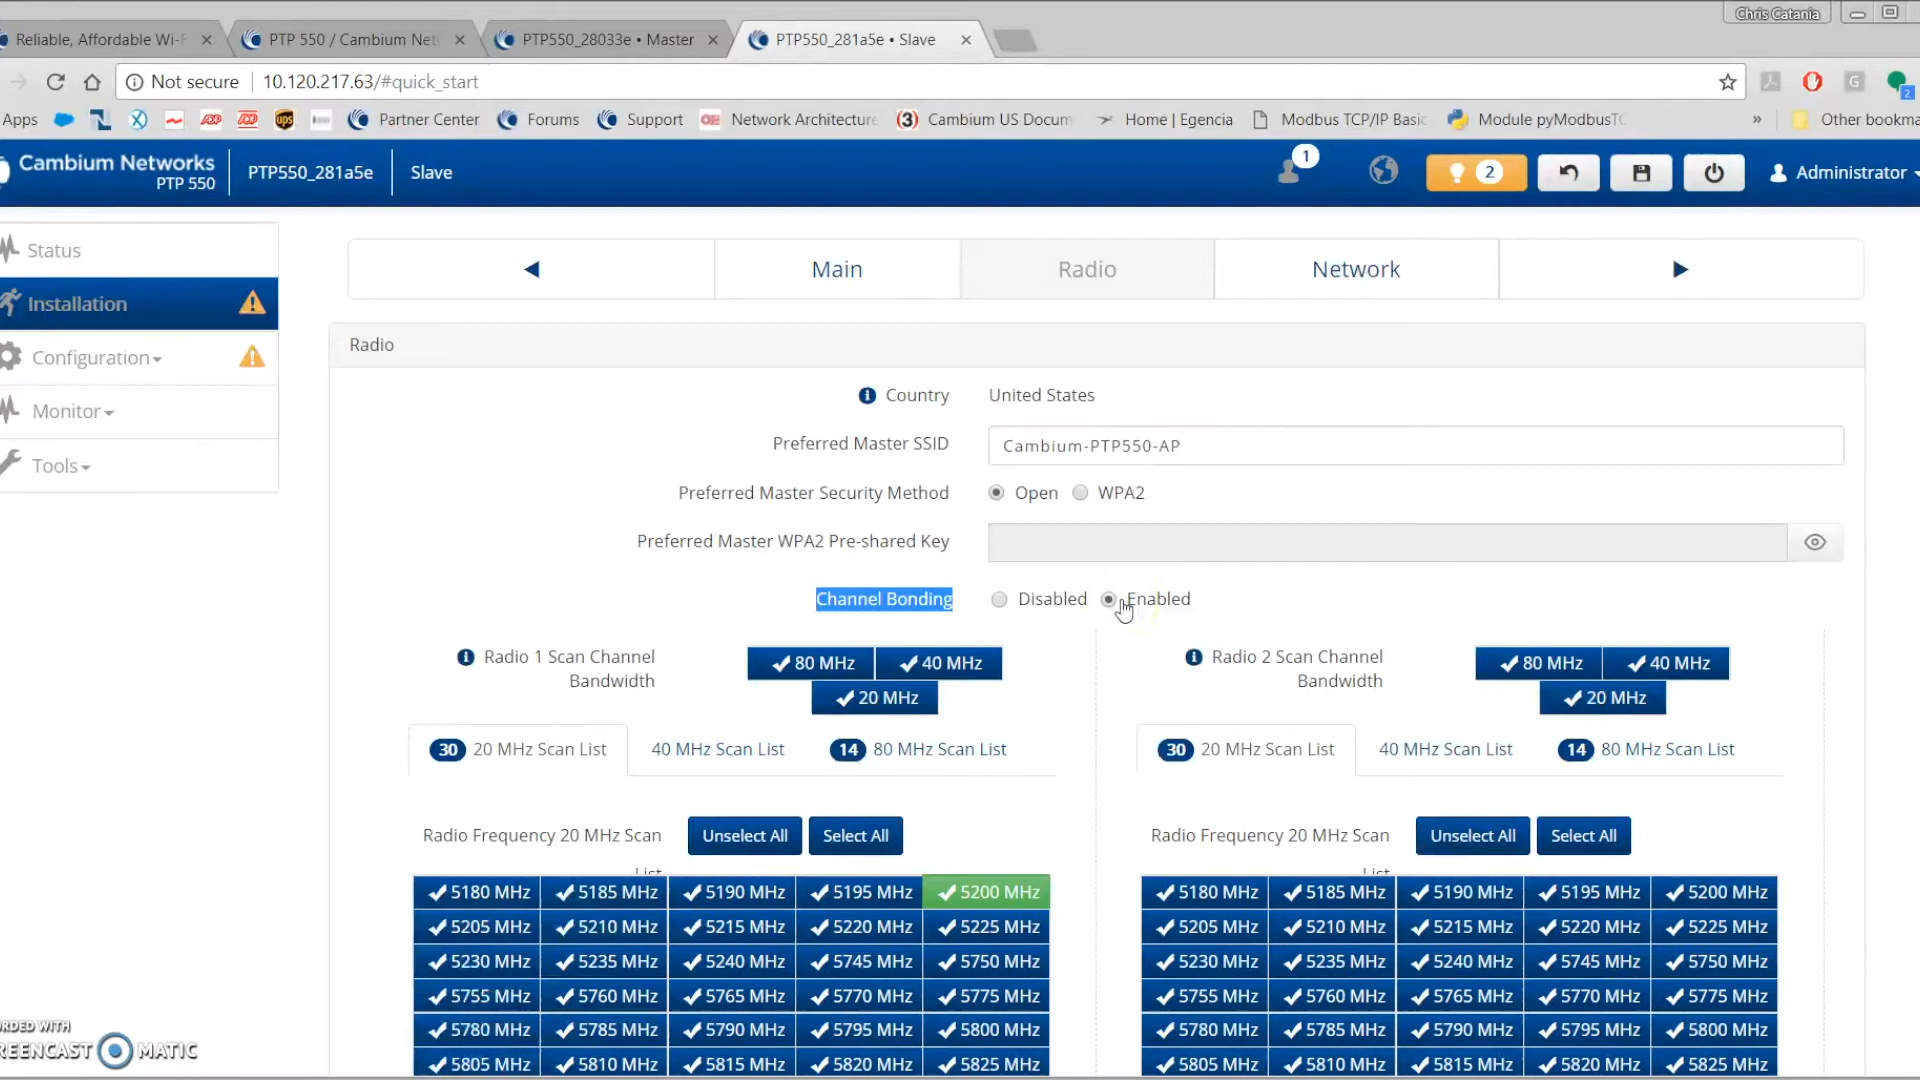 Chris Catania
Reliable, Affordable Wi-F
PTP 550 / Cambium Net
PTP550_28033e • Master
PTP550_281a5e • Slave
Not secure 10.120.217.63/#quick_start
2
Apps
ADP
ADP
ups
Partner Center
Forums
Support
Network Architecture
(3) Cambium US Docum
Home | Egencia
Modbus TCP/IP Basic
Module pyModbusTC
»
Other bookma
Cambium Networks
PTP 550
PTP550_281a5e
Slave
1
2
Administrator
Status
Installation
Configuration
Monitor
Tools
Main
Radio
Network
Radio
Country United States
Preferred Master SSID Cambium-PTP550-AP
Preferred Master Security Method Open WPA2
Preferred Master WPA2 Pre-shared Key
Channel Bonding Disabled Enabled
Radio 1 Scan Channel Bandwidth
80 MHz 40 MHz
20 MHz
30 20 MHz Scan List 40 MHz Scan List 14 80 MHz Scan List
Radio Frequency 20 MHz Scan List
Unselect All Select All
5180 MHz 5185 MHz 5190 MHz 5195 MHz 5200 MHz
5205 MHz 5210 MHz 5215 MHz 5220 MHz 5225 MHz
5230 MHz 5235 MHz 5240 MHz 5745 MHz 5750 MHz
5755 MHz 5760 MHz 5765 MHz 5770 MHz 5775 MHz
5780 MHz 5785 MHz 5790 MHz 5795 MHz 5800 MHz
5805 MHz 5810 MHz 5815 MHz 5820 MHz 5825 MHz
Radio 2 Scan Channel Bandwidth
80 MHz 40 MHz
20 MHz
30 20 MHz Scan List 40 MHz Scan List 14 80 MHz Scan List
Radio Frequency 20 MHz Scan List
Unselect All Select All
5180 MHz 5185 MHz 5190 MHz 5195 MHz 5200 MHz
5205 MHz 5210 MHz 5215 MHz 5220 MHz 5225 MHz
5230 MHz 5235 MHz 5240 MHz 5745 MHz 5750 MHz
5755 MHz 5760 MHz 5765 MHz 5770 MHz 5775 MHz
5780 MHz 5785 MHz 5790 MHz 5795 MHz 5800 MHz
5805 MHz 5810 MHz 5815 MHz 5820 MHz 5825 MHz
RDED WITH
REENCAST MATIC